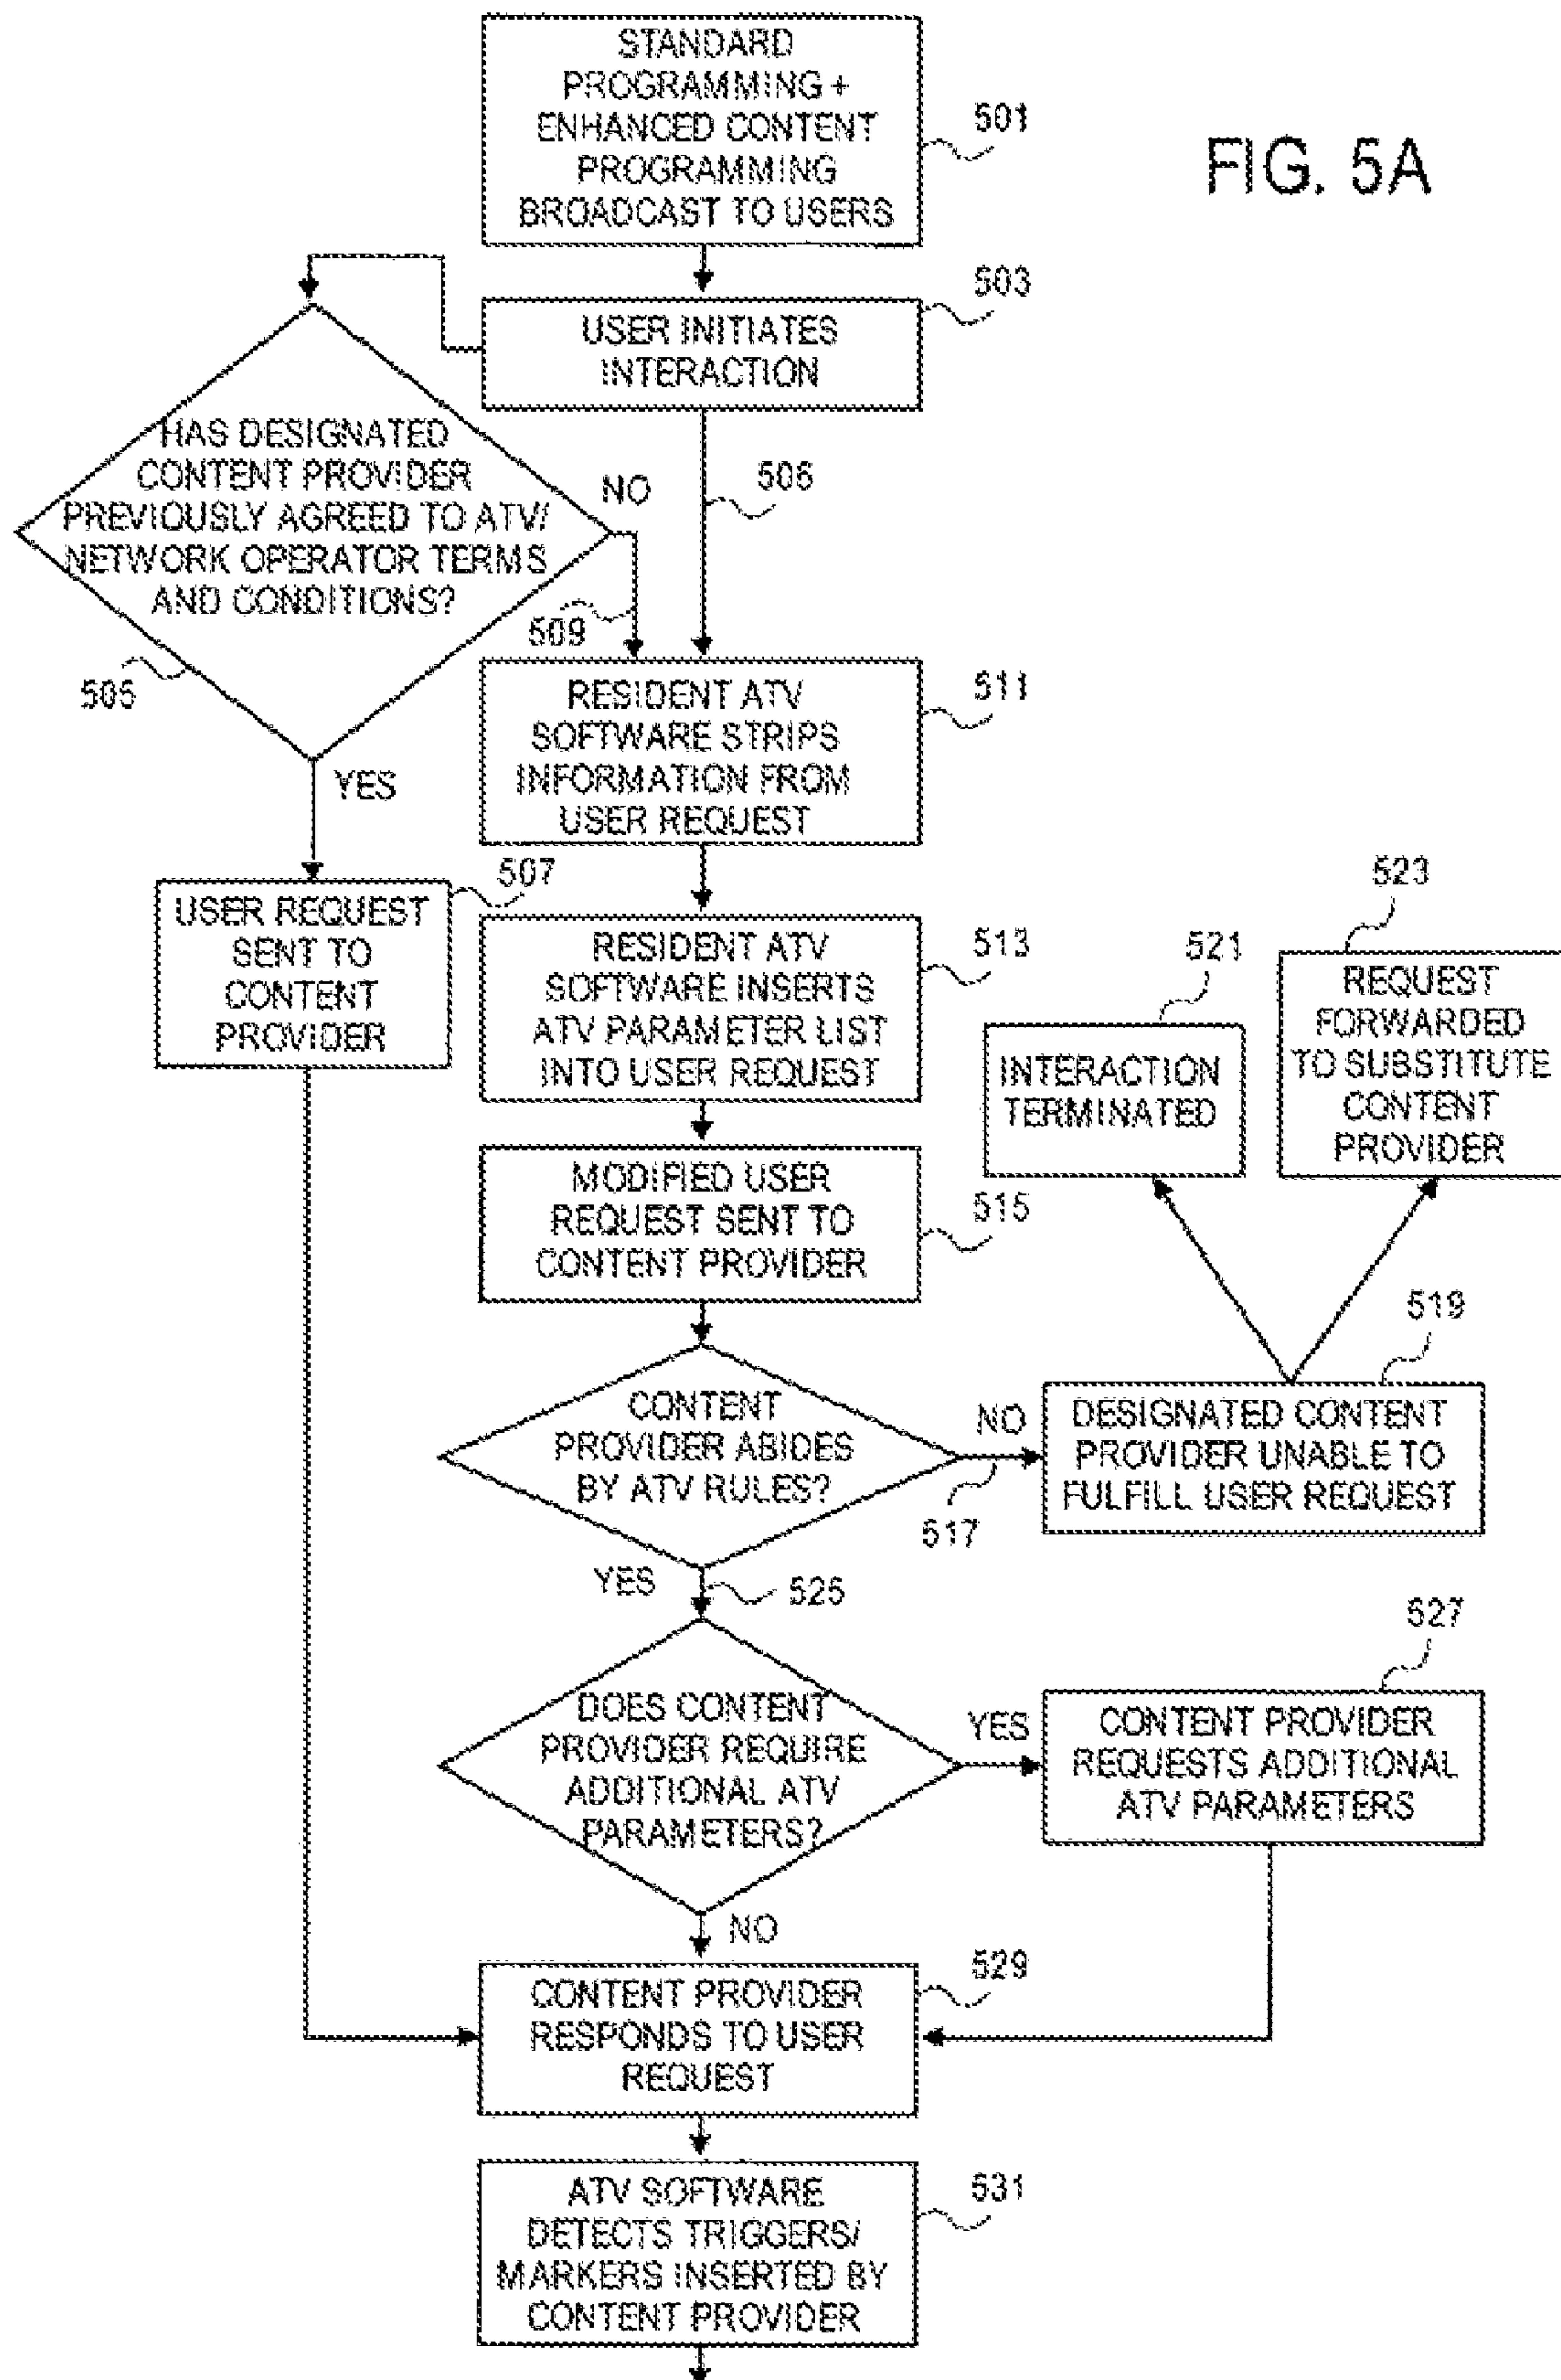 STANDARD
PROGRAMMING +
ENHANCED CONTENT
PROGRAMMING
BROADCAST TO USERS
501
FIG. 5A
503
USER INITIATES
INTERACTION
HAS DESIGNATED
CONTENT PROVIDER
PREVIOUSLY AGREED TO ATV/
NETWORK OPERATOR TERMS
AND CONDITIONS?
NO
506
509
505
YES
RESIDENT ATV
SOFTWARE STRIPS
INFORMATION FROM
USER REQUEST
511
507
USER REQUEST
SENT TO
CONTENT
PROVIDER
RESIDENT ATV
SOFTWARE INSERTS
ATV PARAMETER LIST
INTO USER REQUEST
513
521
INTERACTION
TERMINATED
523
REQUEST
FORWARDED
TO SUBSTITUTE
CONTENT
PROVIDER
MODIFIED USER
REQUEST SENT TO
CONTENT PROVIDER
515
CONTENT
PROVIDER ABIDES
BY ATV RULES?
NO
517
519
DESIGNATED CONTENT
PROVIDER UNABLE TO
FULFILL USER REQUEST
YES
525
DOES CONTENT
PROVIDER REQUIRE
ADDITIONAL ATV
PARAMETERS?
YES
527
CONTENT PROVIDER
REQUESTS ADDITIONAL
ATV PARAMETERS
NO
529
CONTENT PROVIDER
RESPONDS TO USER
REQUEST
ATV SOFTWARE
DETECTS TRIGGERS/
MARKERS INSERTED BY
CONTENT PROVIDER
531